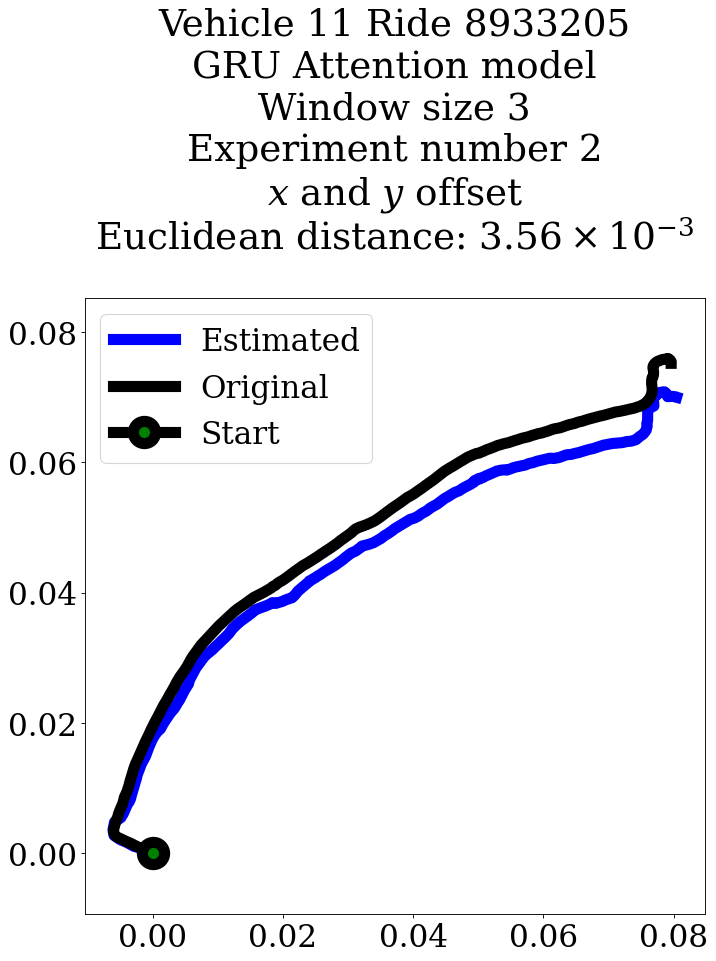 Vehicle 11 Ride 8933205
GRU Attention model
Window size 3
Experiment number 2
x and y offset
Euclidean distance: 3.56 × 10⁻³
Estimated
Original
Start
0.08
0.06
0.04
0.02
0.00
0.00 0.02 0.04 0.06 0.08